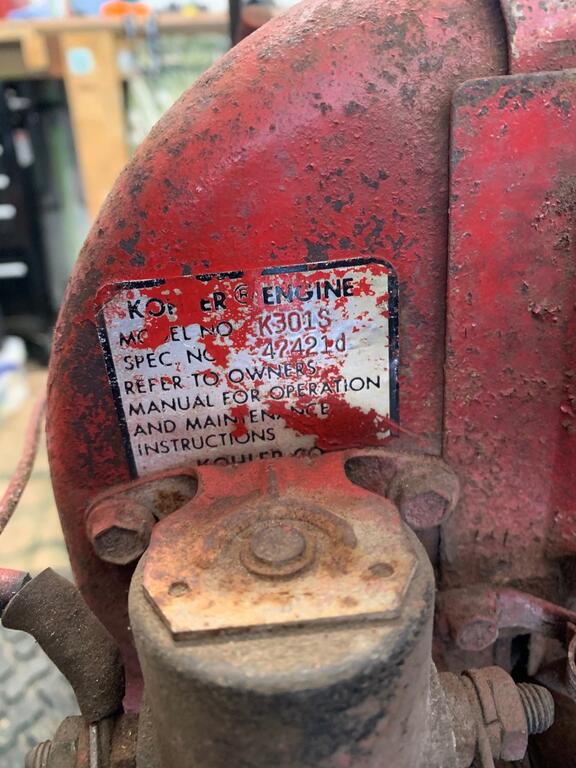 KOHLER ® ENGINE
MODEL NO. K301S
SPEC. NO. 47421d
REFER TO OWNERS
MANUAL FOR OPERATION
AND MAINTENANCE
INSTRUCTIONS
KOHLER CO.